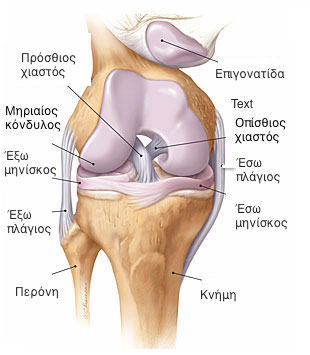 Πρόσθιος
χιαστός
Επιγονατίδα
Text
Μηριαίος
κόνδυλος
Οπίσθιος
χιαστός
Έξω
μηνίσκος
Έσω
πλάγιος
Έξω
πλάγιος
Έσω
μηνίσκος
Περόνη
Κνήμη